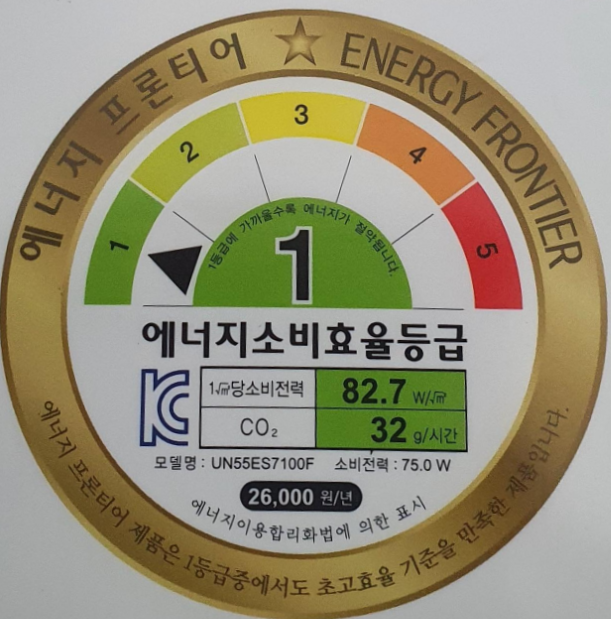 에너지 프론티어 ★ ENERGY FRONTIER
1 2 3 4 5
1등급에 가까울수록 에너지가 절약됩니다.
1
에너지소비효율등급
1√㎡당소비전력 82.7 W/√㎡
CO₂ 32 g/시간
모델명 : UN55ES7100F 소비전력 : 75.0 W
26,000 원/년
에너지이용합리화법에 의한 표시
에너지 프론티어 제품은 1등급중에서도 초고효율 기준을 만족한 제품입니다.